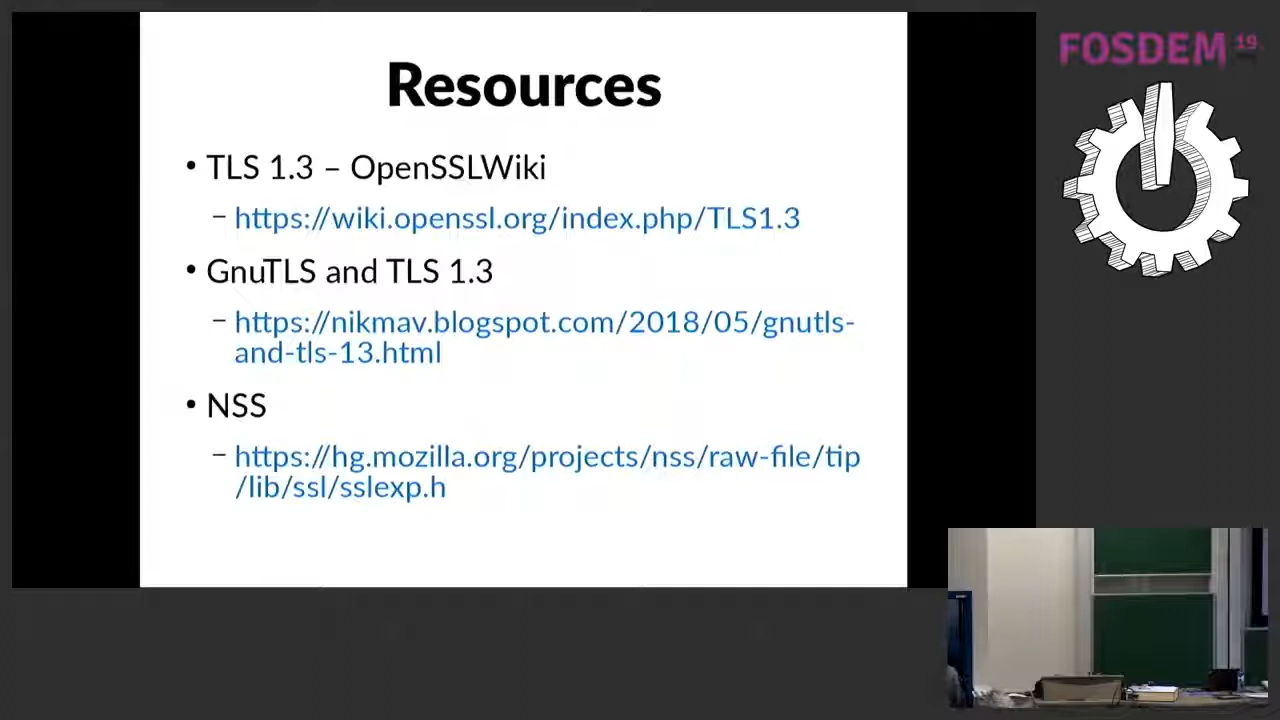 Resources
• TLS 1.3 – OpenSSLWiki
– https://wiki.openssl.org/index.php/TLS1.3
• GnuTLS and TLS 1.3
– https://nikmav.blogspot.com/2018/05/gnutls-
and-tls-13.html
• NSS
– https://hg.mozilla.org/projects/nss/raw-file/tip
/lib/ssl/sslexp.h
FOSDEM 19